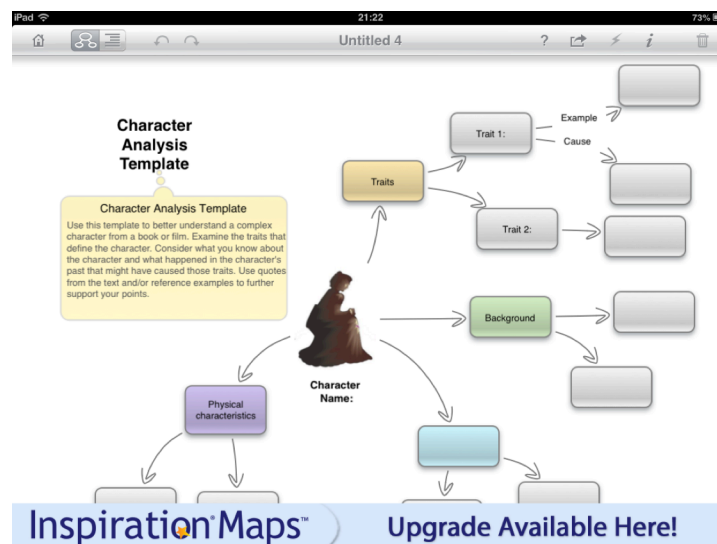 iPad
21:22
73%
Untitled 4
?
i
Character
Analysis
Template
Character Analysis Template
Use this template to better understand a complex
character from a book or film. Examine the traits that
define the character. Consider what you know about
the character and what happened in the character's
past that might have caused those traits. Use quotes
from the text and/or reference examples to further
support your points.
Traits
Trait 1:
Example
Cause
Trait 2:
Background
Character
Name:
Physical
characteristics
Inspiration Maps™
Upgrade Available Here!